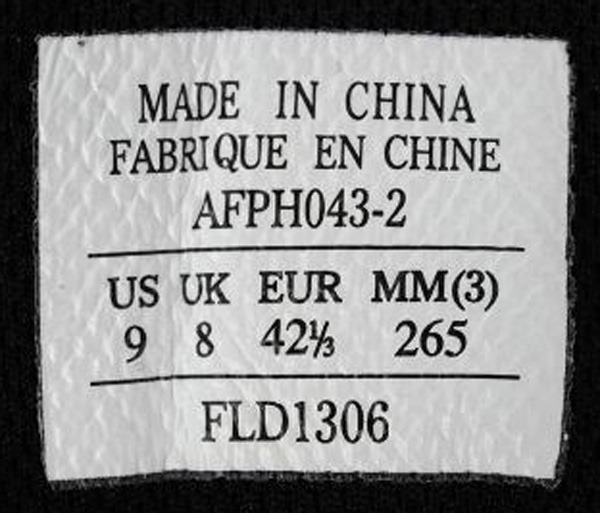 MADE IN CHINA
FABRIQUE EN CHINE
AFPH043-2
US UK EUR MM(3)
9 8 42⅓ 265
FLD1306